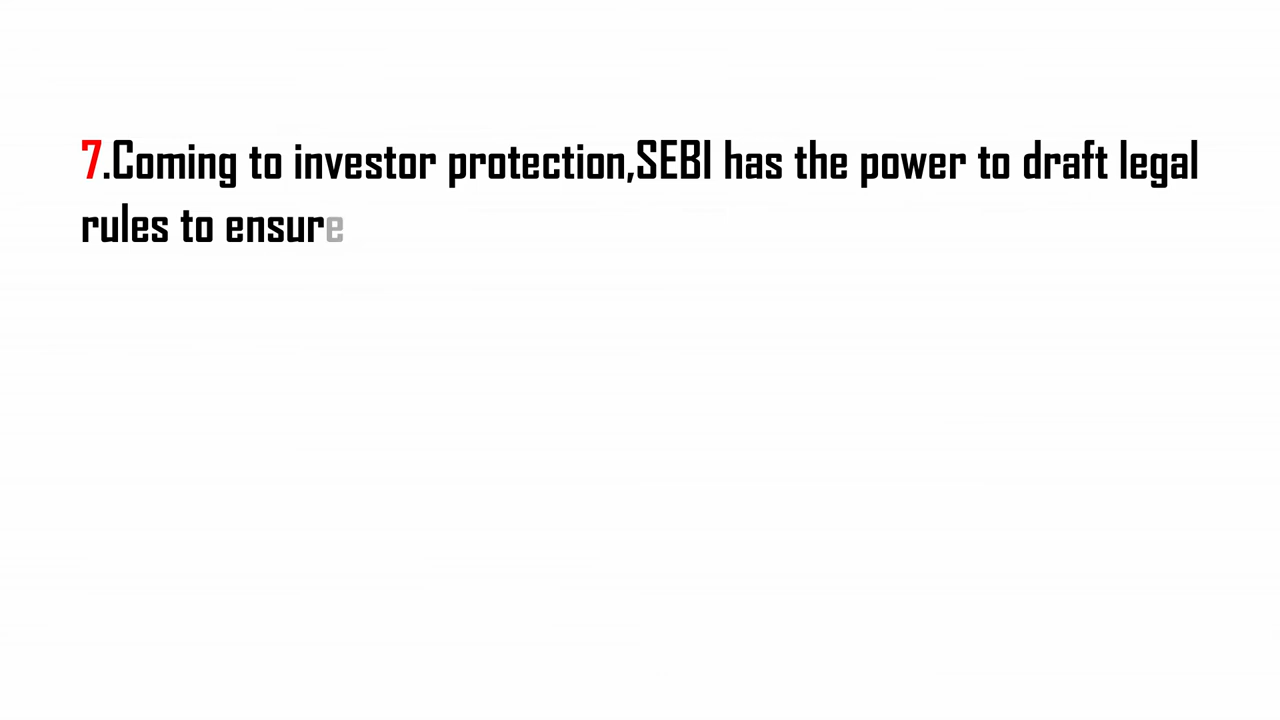 7.Coming to investor protection,SEBI has the power to draft legal
rules to ensure